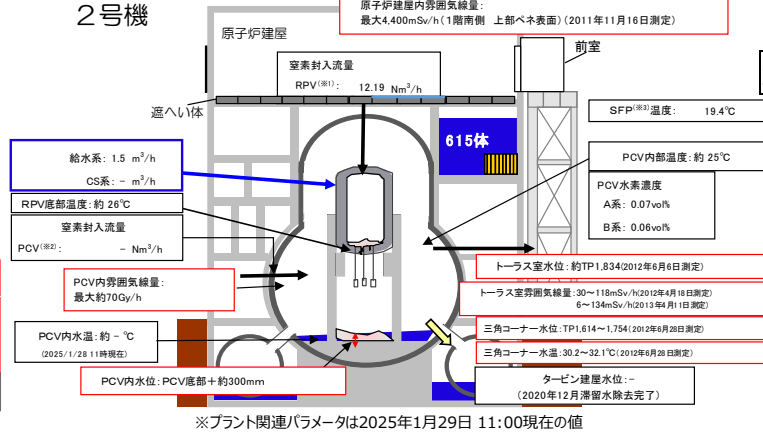 2号機
原子炉建屋内雰囲気線量:
最大4,400mSv/h(1階南側 上部ペネ表面)(2011年11月16日測定)
原子炉建屋
前室
窒素封入流量
RPV(※1): 12.19 Nm³/h
遮へい体
SFP(※3)温度: 19.4℃
615体
給水系: 1.5 m³/h
CS系: - m³/h
PCV内部温度: 約 25℃
PCV水素濃度
A系: 0.07vol%
B系: 0.06vol%
RPV底部温度: 約 26℃
窒素封入流量
PCV(※2): - Nm³/h
トーラス室水位: 約TP1,834(2012年6月6日測定)
PCV内雰囲気線量:
最大約70Gy/h
トーラス室雰囲気線量: 30~118mSv/h(2012年4月18日測定)
6~134mSv/h(2013年4月11日測定)
三角コーナー水位: TP1,614~1,754(2012年6月28日測定)
PCV内水温: 約 - ℃
(2025/1/28 11時現在)
三角コーナー水温: 30.2~32.1℃(2012年6月28日測定)
PCV内水位: PCV底部+約300mm
タービン建屋水位: -
(2020年12月滞留水除去完了)
※プラント関連パラメータは2025年1月29日 11:00現在の値